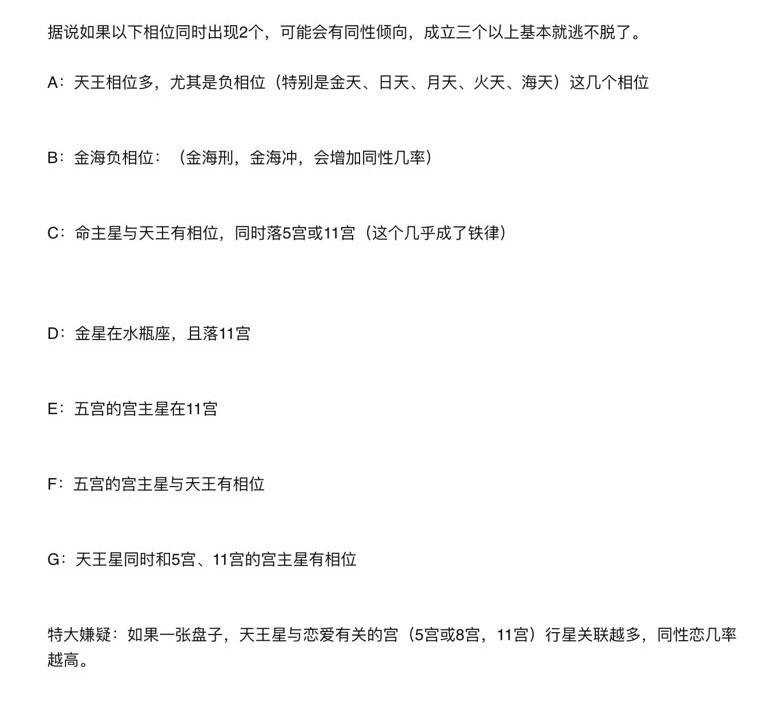 据说如果以下相位同时出现2个，可能会有同性倾向，成立三个以上基本就逃不脱了。
A：天王相位多，尤其是负相位（特别是金天、日天、月天、火天、海天）这几个相位
B：金海负相位：（金海刑，金海冲，会增加同性几率）
C：命主星与天王有相位，同时落5宫或11宫（这个几乎成了铁律）
D：金星在水瓶座，且落11宫
E：五宫的宫主星在11宫
F：五宫的宫主星与天王有相位
G：天王星同时和5宫、11宫的宫主星有相位
特大嫌疑：如果一张盘子，天王星与恋爱有关的宫（5宫或8宫，11宫）行星关联越多，同性恋几率
越高。